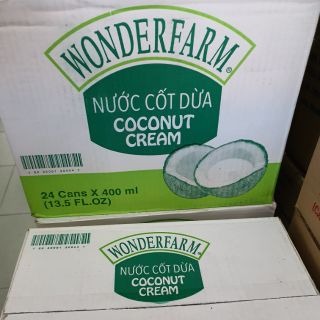 WONDERFARM®
NƯỚC CỐT DỪA
COCONUT
CREAM
24 Cans X 400 ml
(13.5 FL.OZ)
WONDERFARM®
NƯỚC CỐT DỪA
COCONUT
CREAM